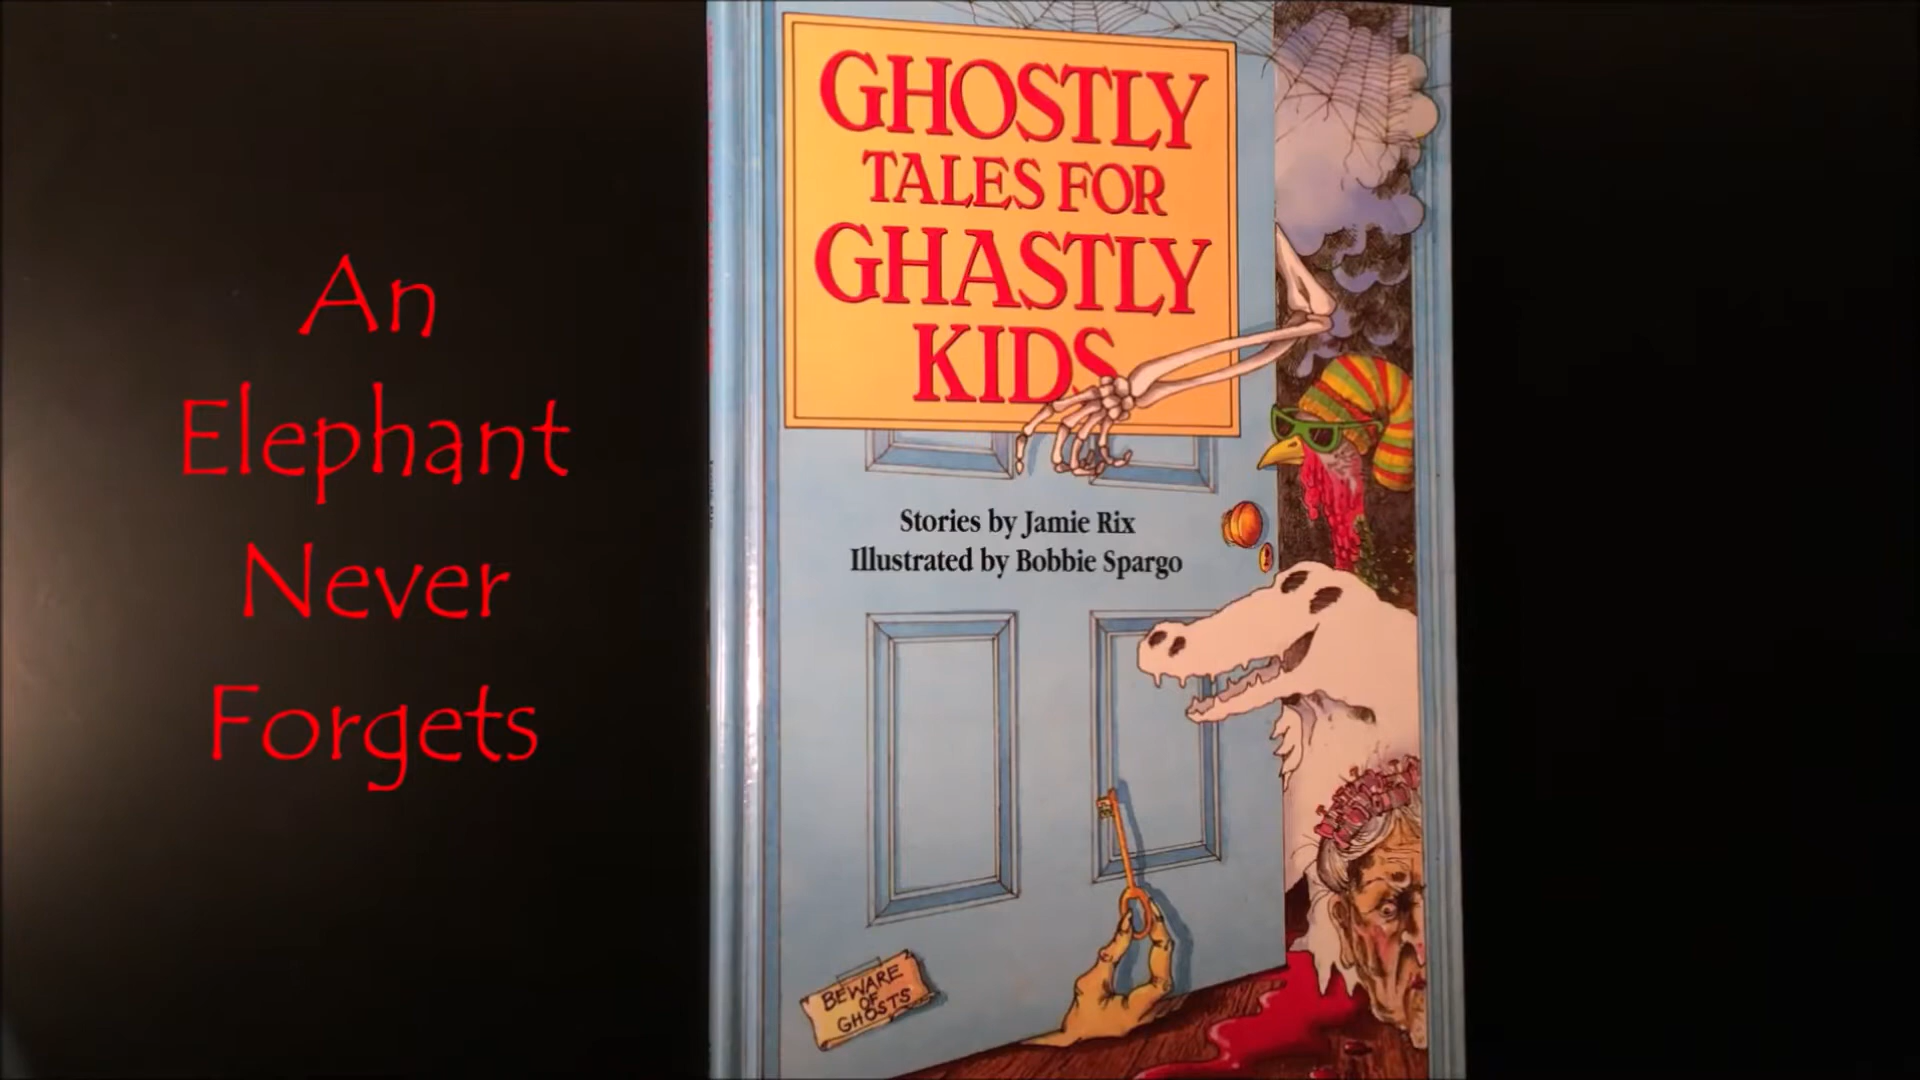 An
Elephant
Never
Forgets
GHOSTLY
TALES FOR
GHASTLY
KIDS
Stories by Jamie Rix
Illustrated by Bobbie Spargo
BEWARE
OF
GHOSTS